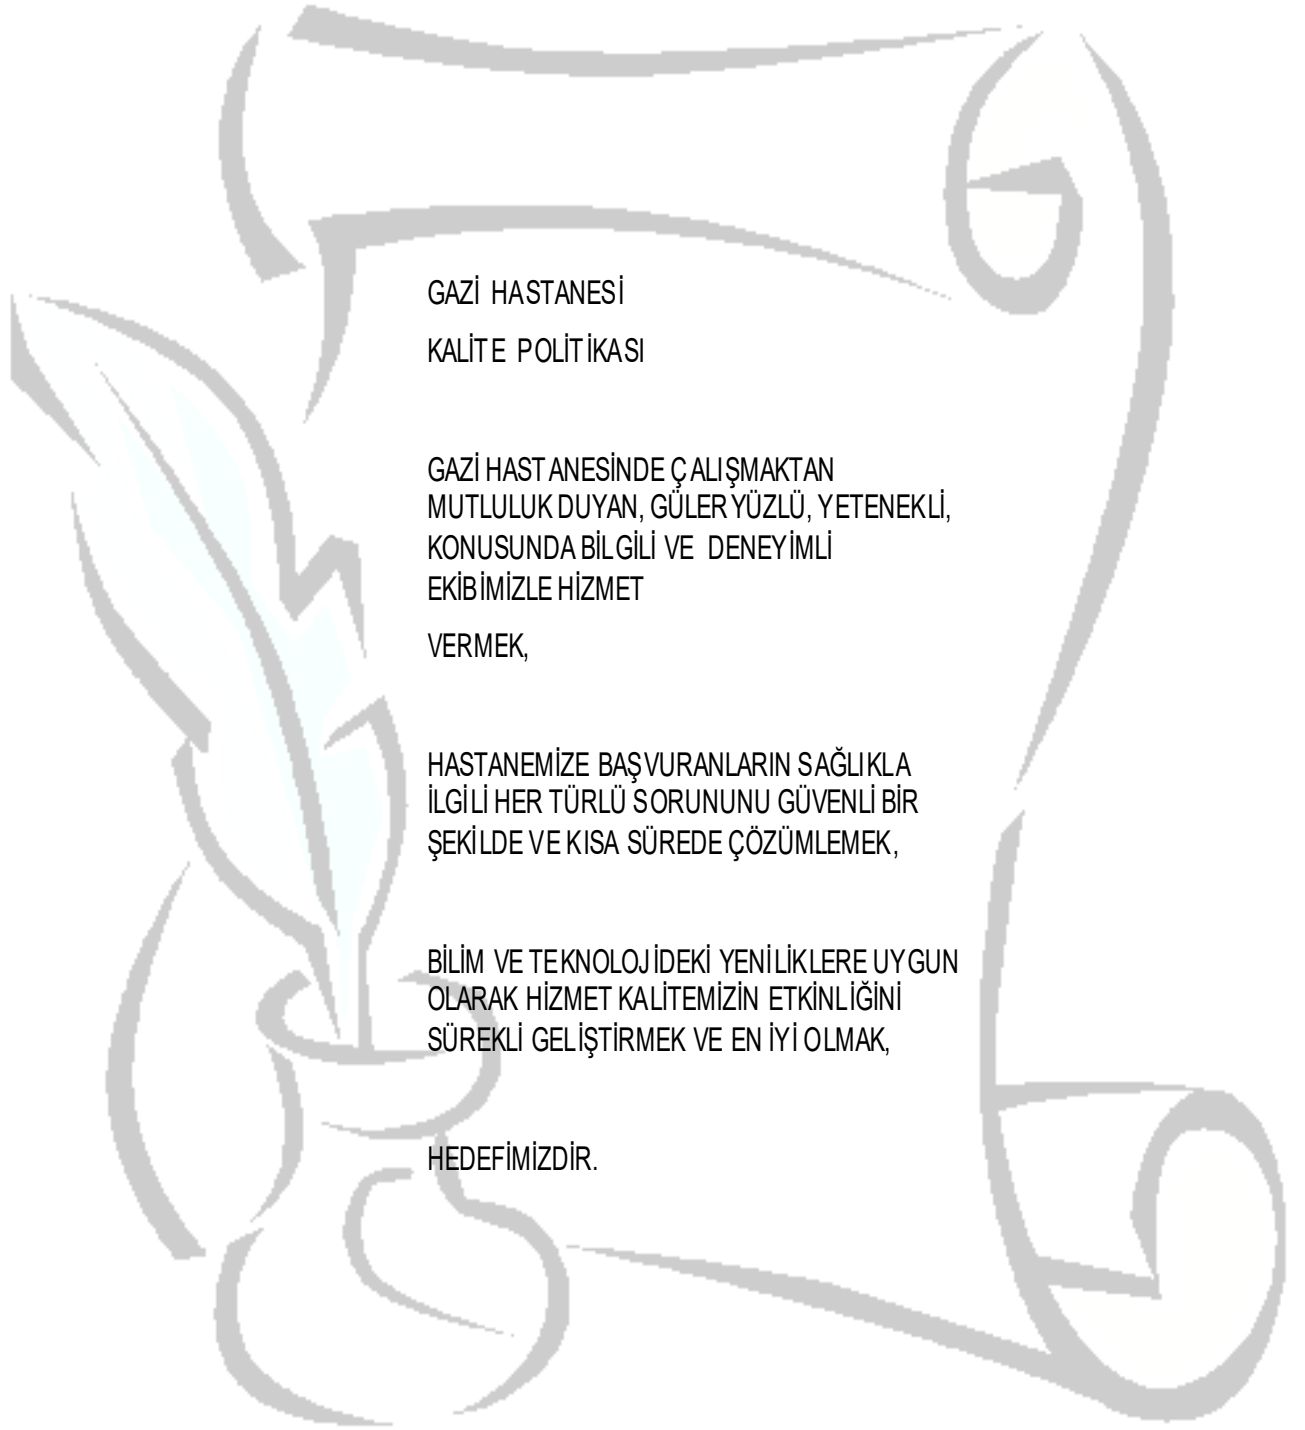 GAZİ HASTANESİ
KALİTE POLİTİKASI
GAZİ HASTANESİNDE ÇALIŞMAKTAN
MUTLULUK DUYAN, GÜLERYÜZLÜ, YETENEKLİ,
KONUSUNDA BİLGİLİ VE DENEYİMLİ
EKİBİMİZLE HİZMET
VERMEK,
HASTANEMİZE BAŞVURANLARIN SAĞLIKLA
İLGİLİ HER TÜRLÜ SORUNUNU GÜVENLİ BİR
ŞEKİLDE VE KISA SÜREDE ÇÖZÜMLEMEK,
BİLİM VE TEKNOLOJİDEKİ YENİLİKLERE UYGUN
OLARAK HİZMET KALİTEMİZİN ETKİNLİĞİNİ
SÜREKLİ GELİŞTİRMEK VE EN İYİ OLMAK,
HEDEFİMİZDİR.